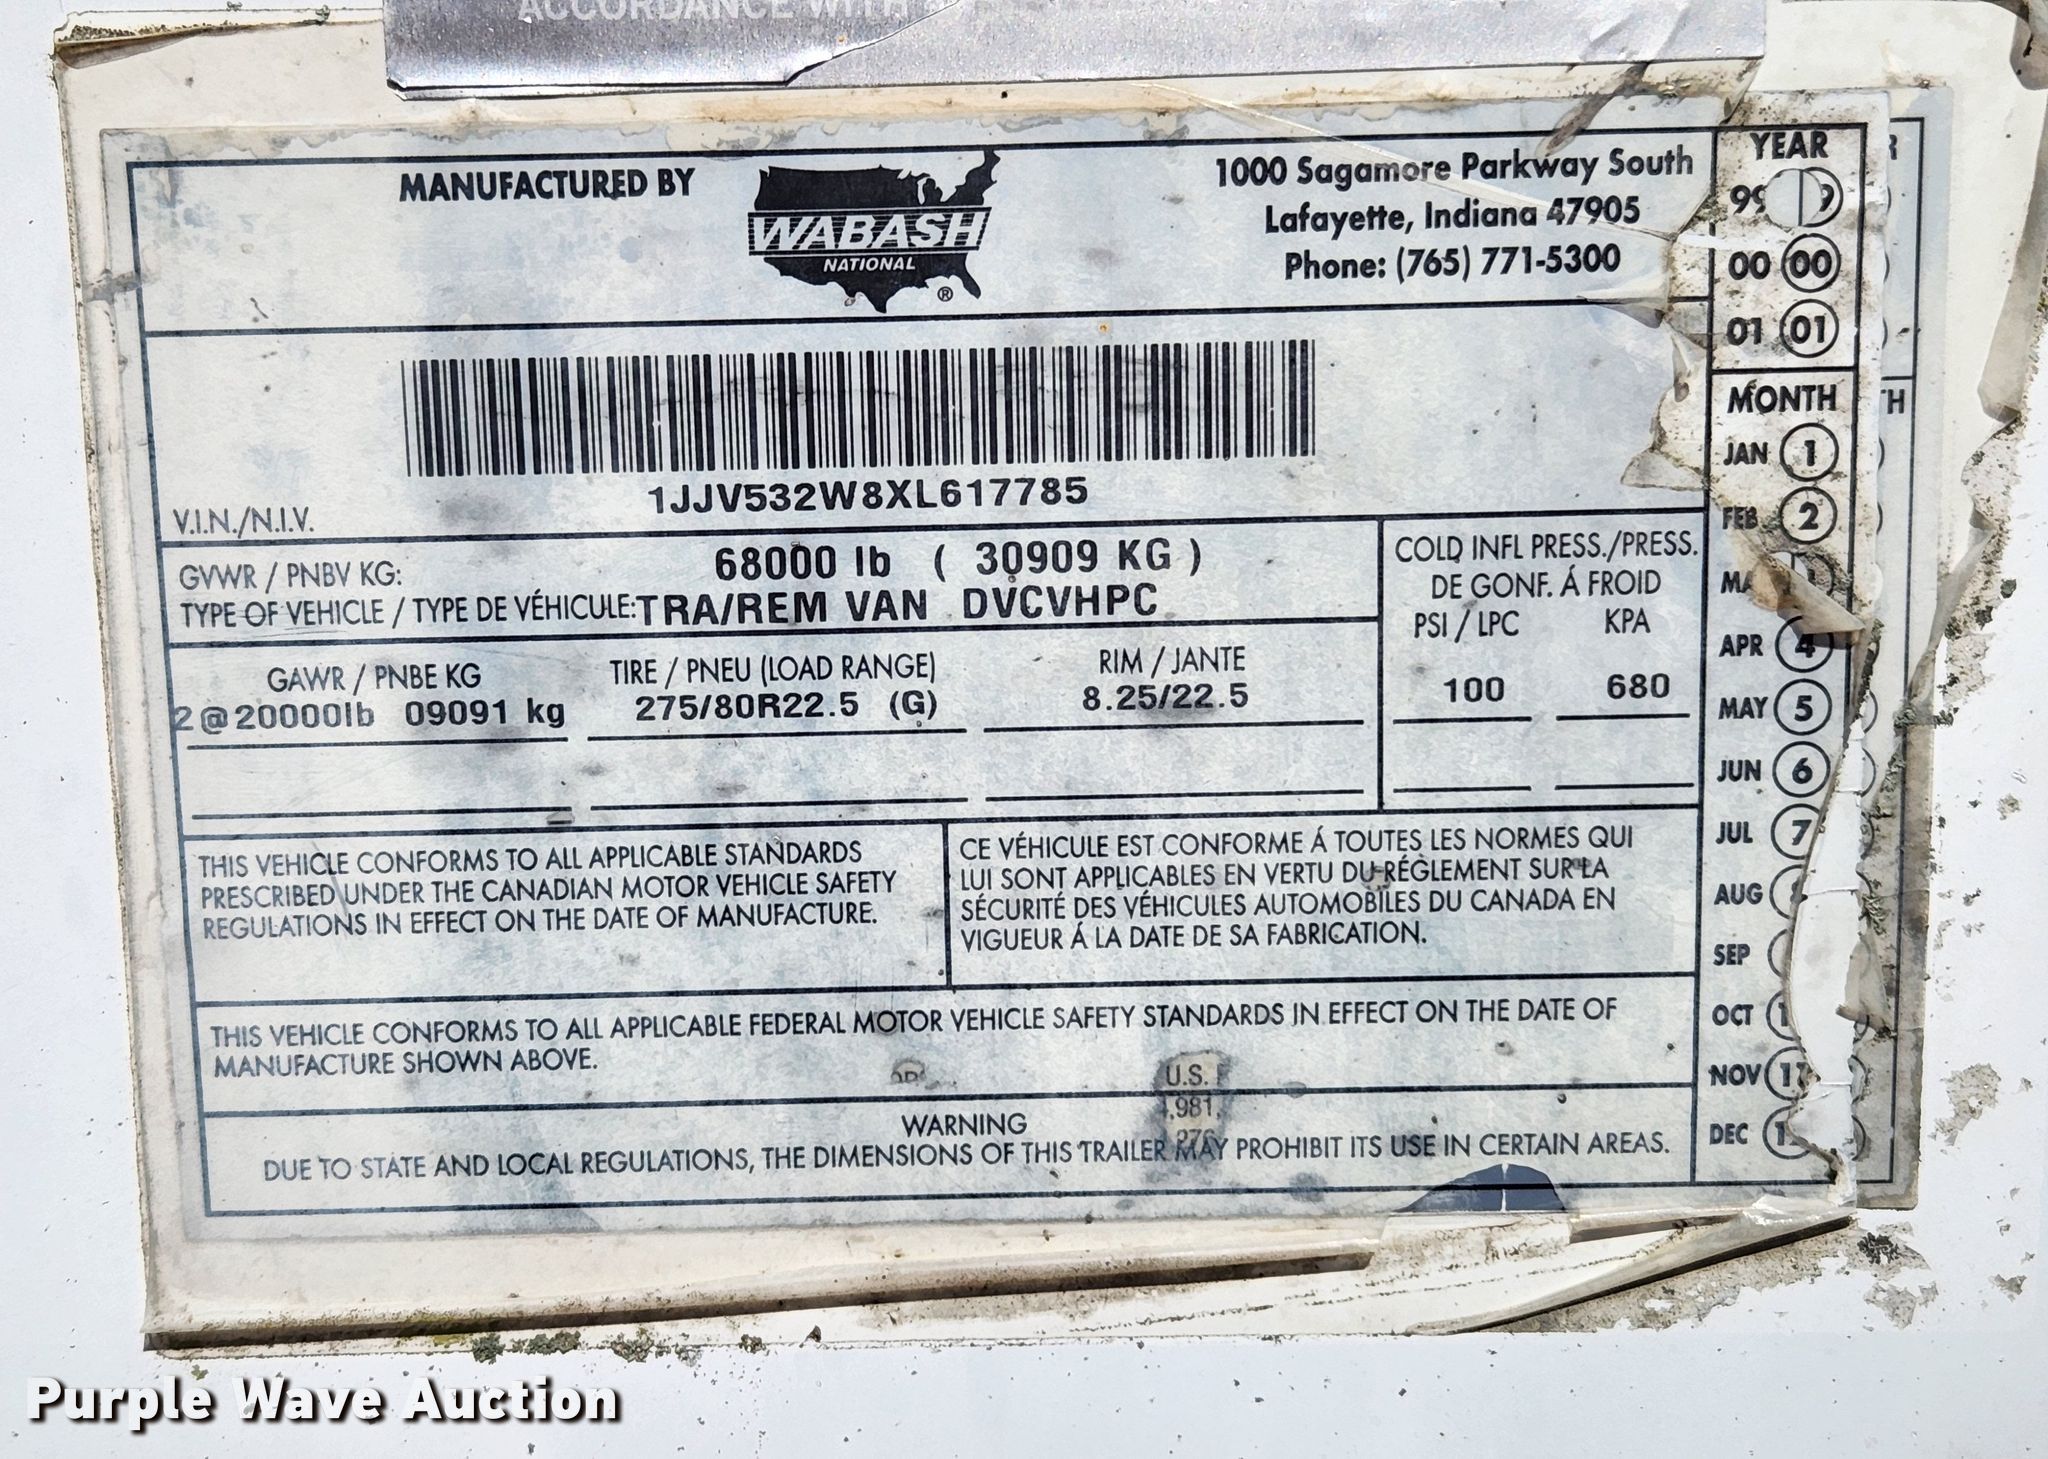 ACCORDANCE WITH
MANUFACTURED BY
WABASH
NATIONAL
®
1000 Sagamore Parkway South
Lafayette, Indiana 47905
Phone: (765) 771-5300
1JJV532W8XL617785
V.I.N./N.I.V.
GVWR / PNBV KG: 68000 lb ( 30909 KG )
TYPE OF VEHICLE / TYPE DE VÉHICULE:TRA/REM VAN DVCVHPC
COLD INFL PRESS./PRESS.
DE GONF. Á FROID
PSI / LPC KPA
100 680
GAWR / PNBE KG TIRE / PNEU (LOAD RANGE) RIM / JANTE
2@20000lb 09091 kg 275/80R22.5 (G) 8.25/22.5
THIS VEHICLE CONFORMS TO ALL APPLICABLE STANDARDS
PRESCRIBED UNDER THE CANADIAN MOTOR VEHICLE SAFETY
REGULATIONS IN EFFECT ON THE DATE OF MANUFACTURE.
CE VÉHICULE EST CONFORME Á TOUTES LES NORMES QUI
LUI SONT APPLICABLES EN VERTU DU RÉGLEMENT SUR LA
SÉCURITÉ DES VÉHICULES AUTOMOBILES DU CANADA EN
VIGUEUR Á LA DATE DE SA FABRICATION.
THIS VEHICLE CONFORMS TO ALL APPLICABLE FEDERAL MOTOR VEHICLE SAFETY STANDARDS IN EFFECT ON THE DATE OF
MANUFACTURE SHOWN ABOVE.
U.S.
WARNING
DUE TO STATE AND LOCAL REGULATIONS, THE DIMENSIONS OF THIS TRAILER MAY PROHIBIT ITS USE IN CERTAIN AREAS.
YEAR
99
00 00
01 01
MONTH
JAN 1
FEB 2
APR 4
MAY 5
JUN 6
JUL 7
AUG
SEP
OCT
NOV 11
DEC
Purple Wave Auction